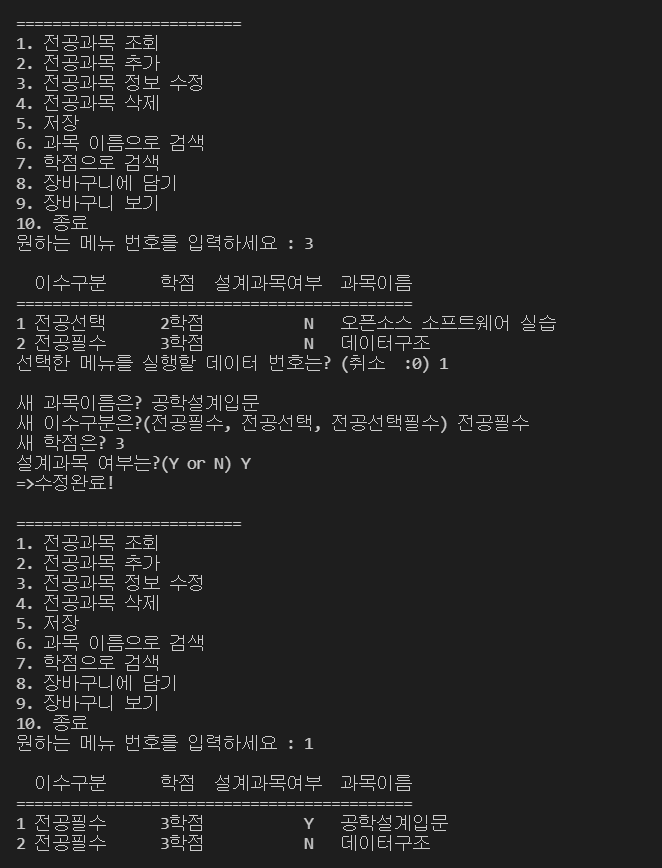 =========================
1. 전공과목 조회
2. 전공과목 추가
3. 전공과목 정보 수정
4. 전공과목 삭제
5. 저장
6. 과목 이름으로 검색
7. 학점으로 검색
8. 장바구니에 담기
9. 장바구니 보기
10. 종료
원하는 메뉴 번호를 입력하세요 : 3
이수구분 학점 설계과목여부 과목이름
============================================
1 전공선택 2학점 N 오픈소스 소프트웨어 실습
2 전공필수 3학점 N 데이터구조
선택한 메뉴를 실행할 데이터 번호는? (취소 :0) 1
새 과목이름은? 공학설계입문
새 이수구분은?(전공필수, 전공선택, 전공선택필수) 전공필수
새 학점은? 3
설계과목 여부는?(Y or N) Y
=>수정완료!
=========================
1. 전공과목 조회
2. 전공과목 추가
3. 전공과목 정보 수정
4. 전공과목 삭제
5. 저장
6. 과목 이름으로 검색
7. 학점으로 검색
8. 장바구니에 담기
9. 장바구니 보기
10. 종료
원하는 메뉴 번호를 입력하세요 : 1
이수구분 학점 설계과목여부 과목이름
============================================
1 전공필수 3학점 Y 공학설계입문
2 전공필수 3학점 N 데이터구조